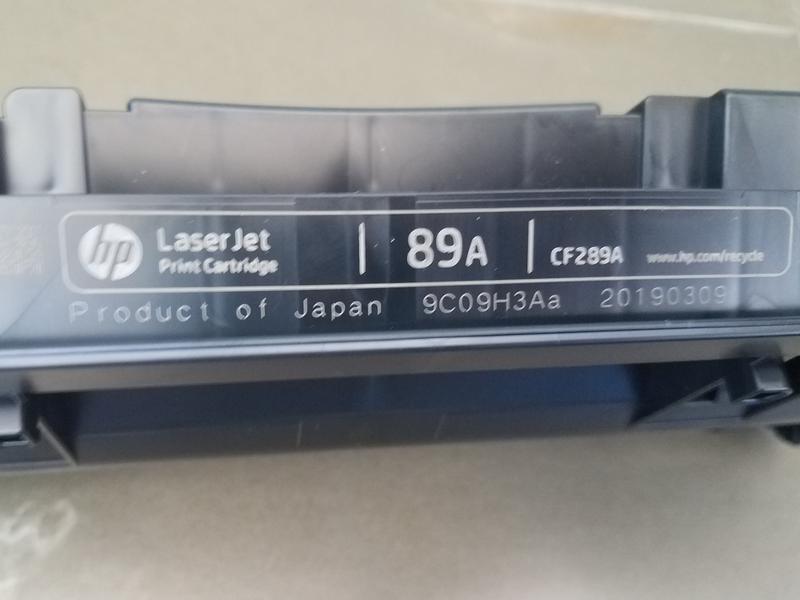 hp LaserJet Print Cartridge | 89A | CF289A www.hp.com/recycle
Product of Japan 9C09H3Aa 20190309